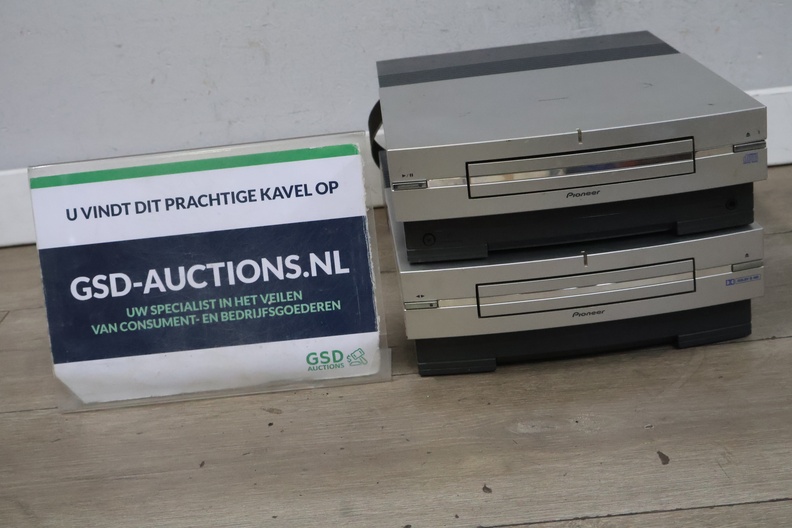 U VINDT DIT PRACHTIGE KAVEL OP
GSD-AUCTIONS.NL
UW SPECIALIST IN HET VEILEN
VAN CONSUMENT- EN BEDRIJFSGOEDEREN
GSD
AUCTIONS
Pioneer
Pioneer